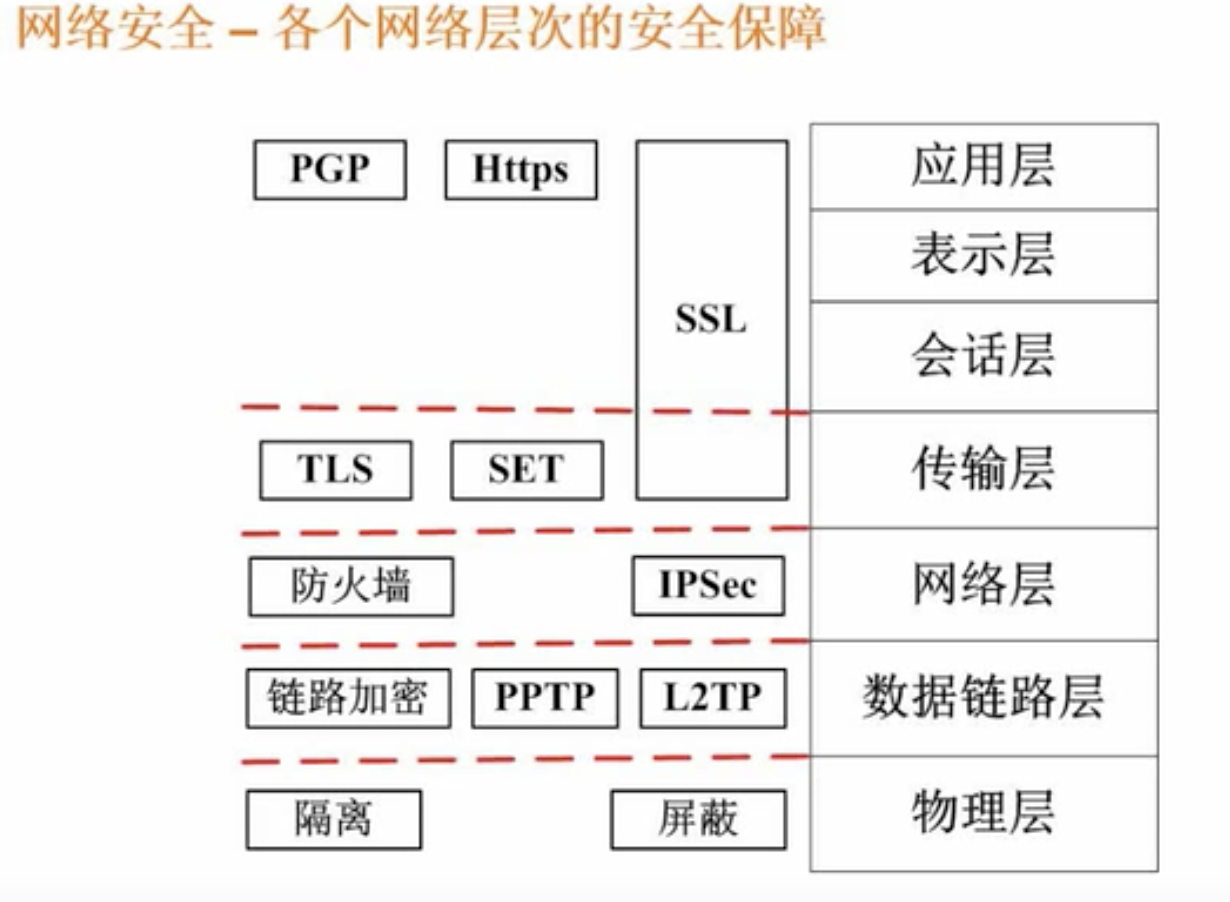 网络安全 – 各个网络层次的安全保障
PGP Https 应用层
表示层
SSL
会话层
TLS SET 传输层
防火墙 IPSec 网络层
链路加密 PPTP L2TP 数据链路层
隔离 屏蔽 物理层